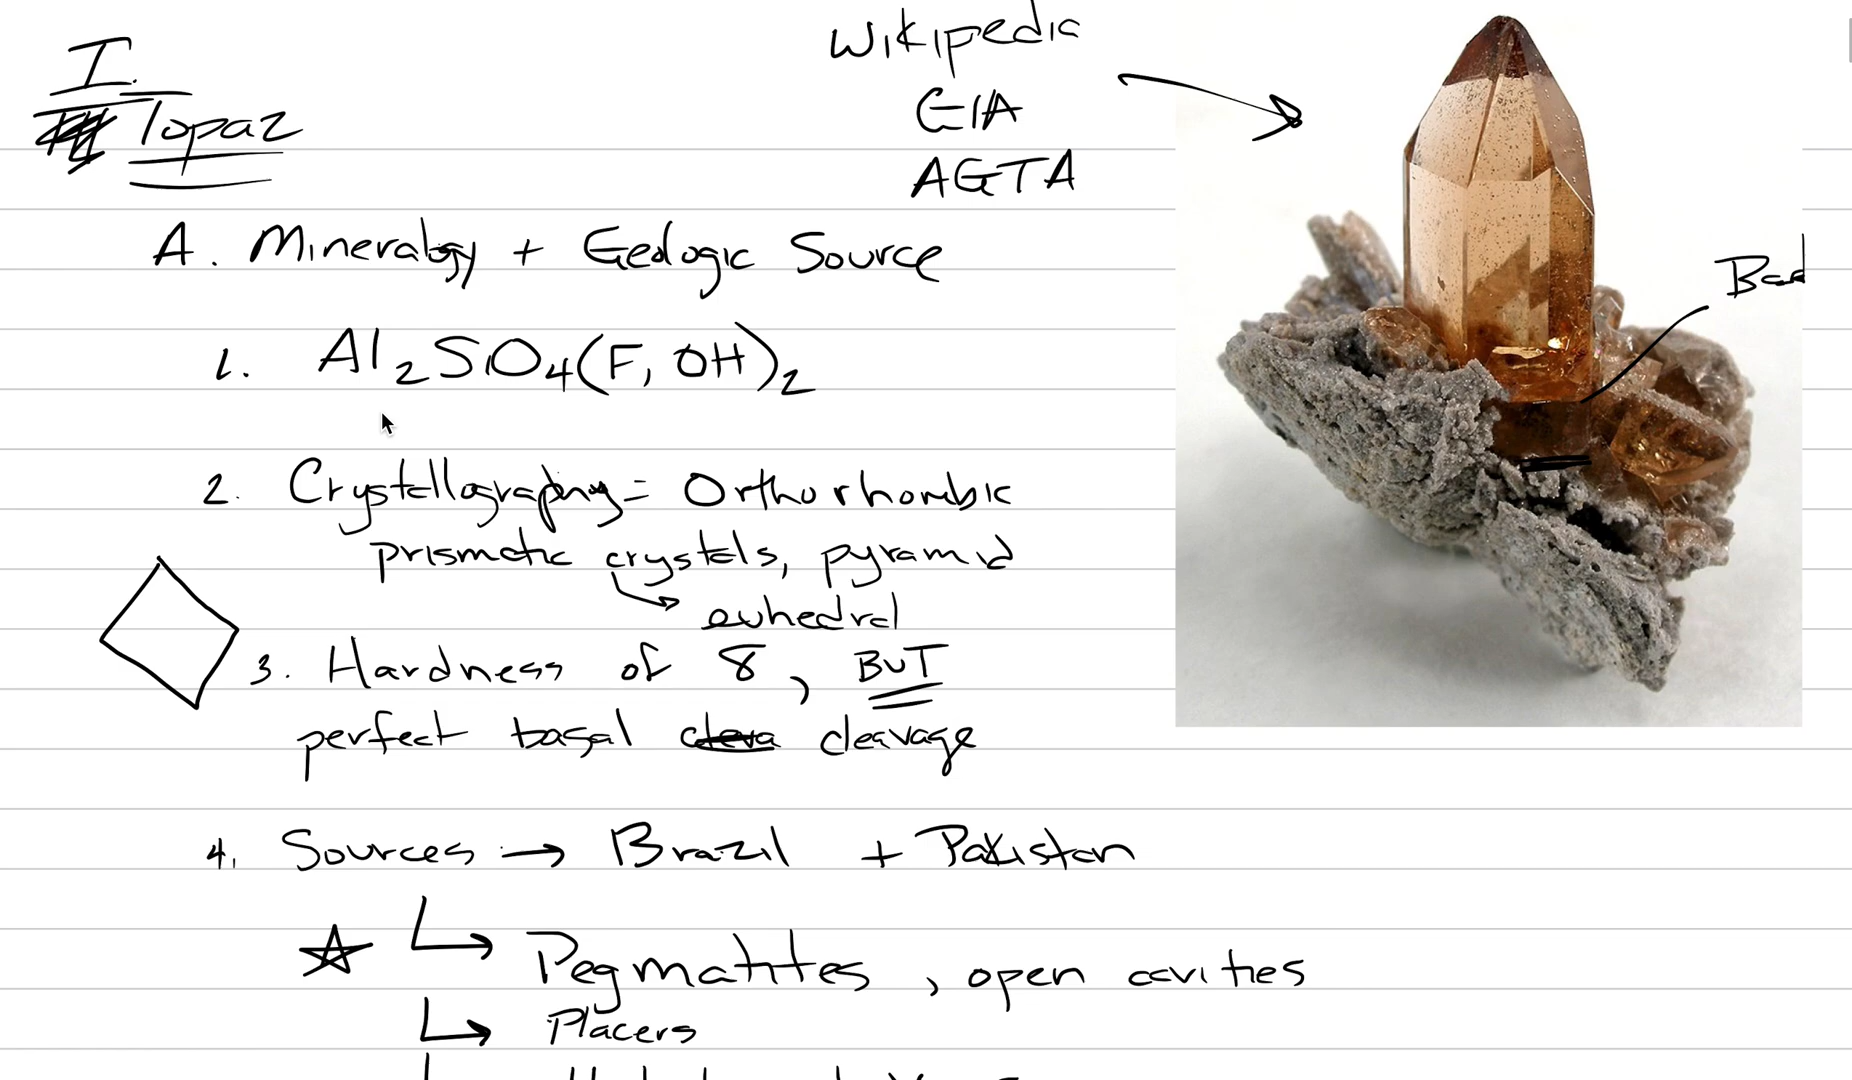 I.
Topaz
Wikipedia
GIA
AGTA
A. Mineralogy + Geologic Source
1. Al₂SiO₄(F, OH)₂
Bad
2. Crystallography = Orthorhombic
prismatic crystals, pyramid
euhedral
3. Hardness of 8, BUT
perfect basal cleavage
4. Sources → Brazil + Pakistan
Pegmatites, open cavities
Placers